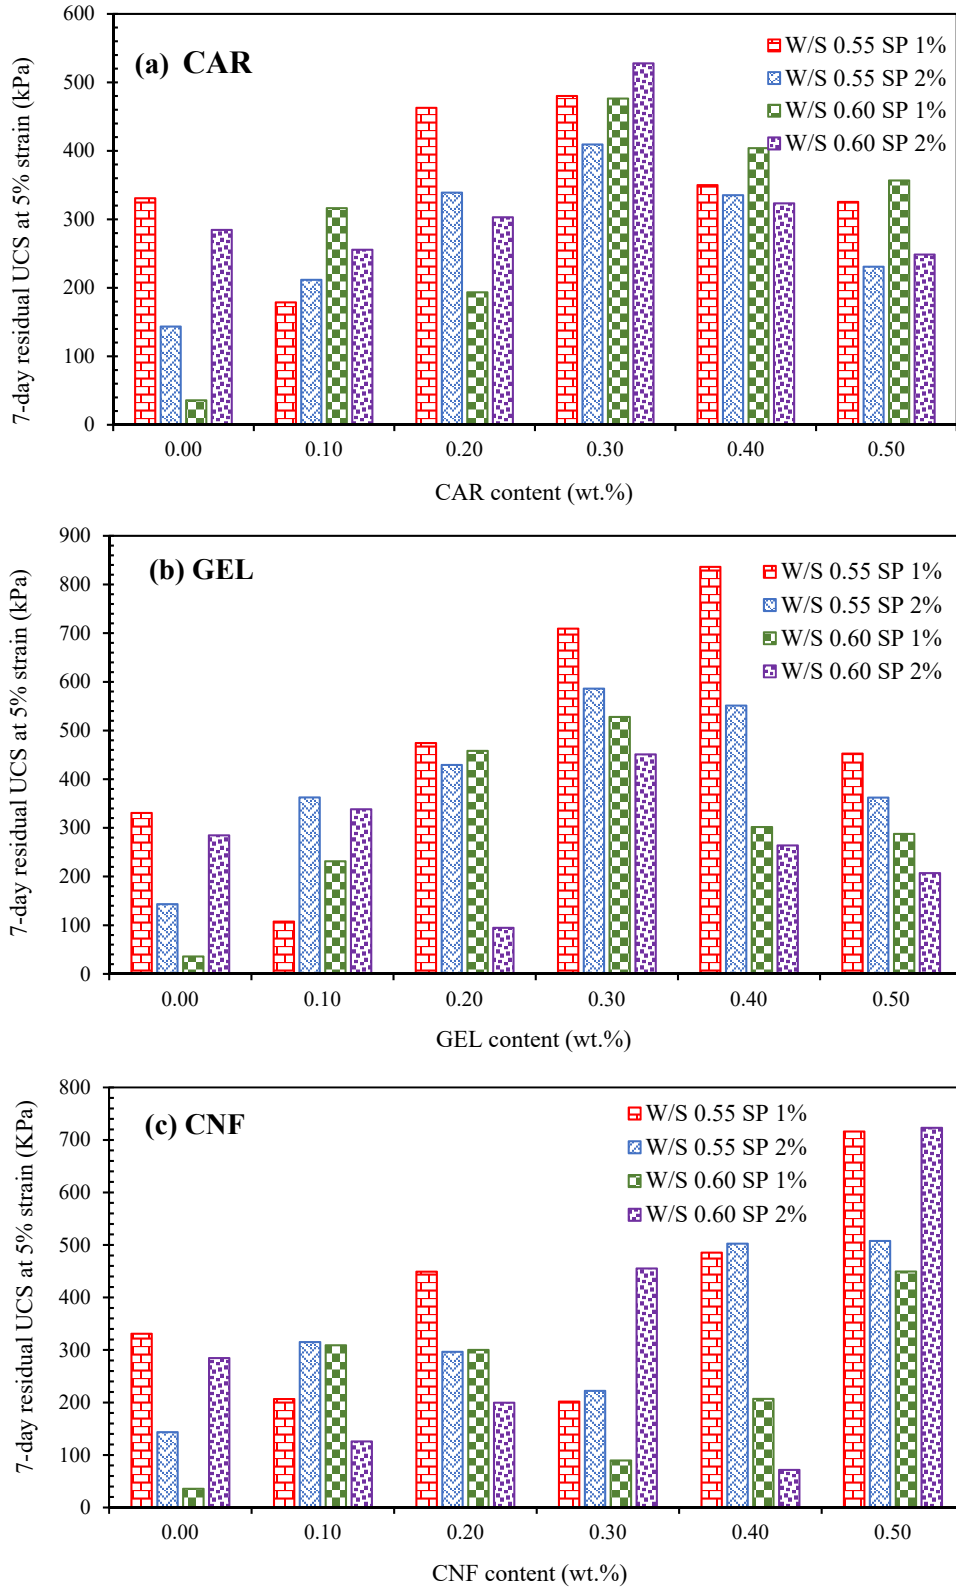 (a) CAR
7-day residual UCS at 5% strain (kPa)
600
500
400
300
200
100
0
W/S 0.55 SP 1%
W/S 0.55 SP 2%
W/S 0.60 SP 1%
W/S 0.60 SP 2%
0.00 0.10 0.20 0.30 0.40 0.50
CAR content (wt.%)
(b) GEL
7-day residual UCS at 5% strain (kPa)
900
800
700
600
500
400
300
200
100
0
W/S 0.55 SP 1%
W/S 0.55 SP 2%
W/S 0.60 SP 1%
W/S 0.60 SP 2%
0.00 0.10 0.20 0.30 0.40 0.50
GEL content (wt.%)
(c) CNF
7-day residual UCS at 5% strain (KPa)
800
700
600
500
400
300
200
100
0
W/S 0.55 SP 1%
W/S 0.55 SP 2%
W/S 0.60 SP 1%
W/S 0.60 SP 2%
0.00 0.10 0.20 0.30 0.40 0.50
CNF content (wt.%)